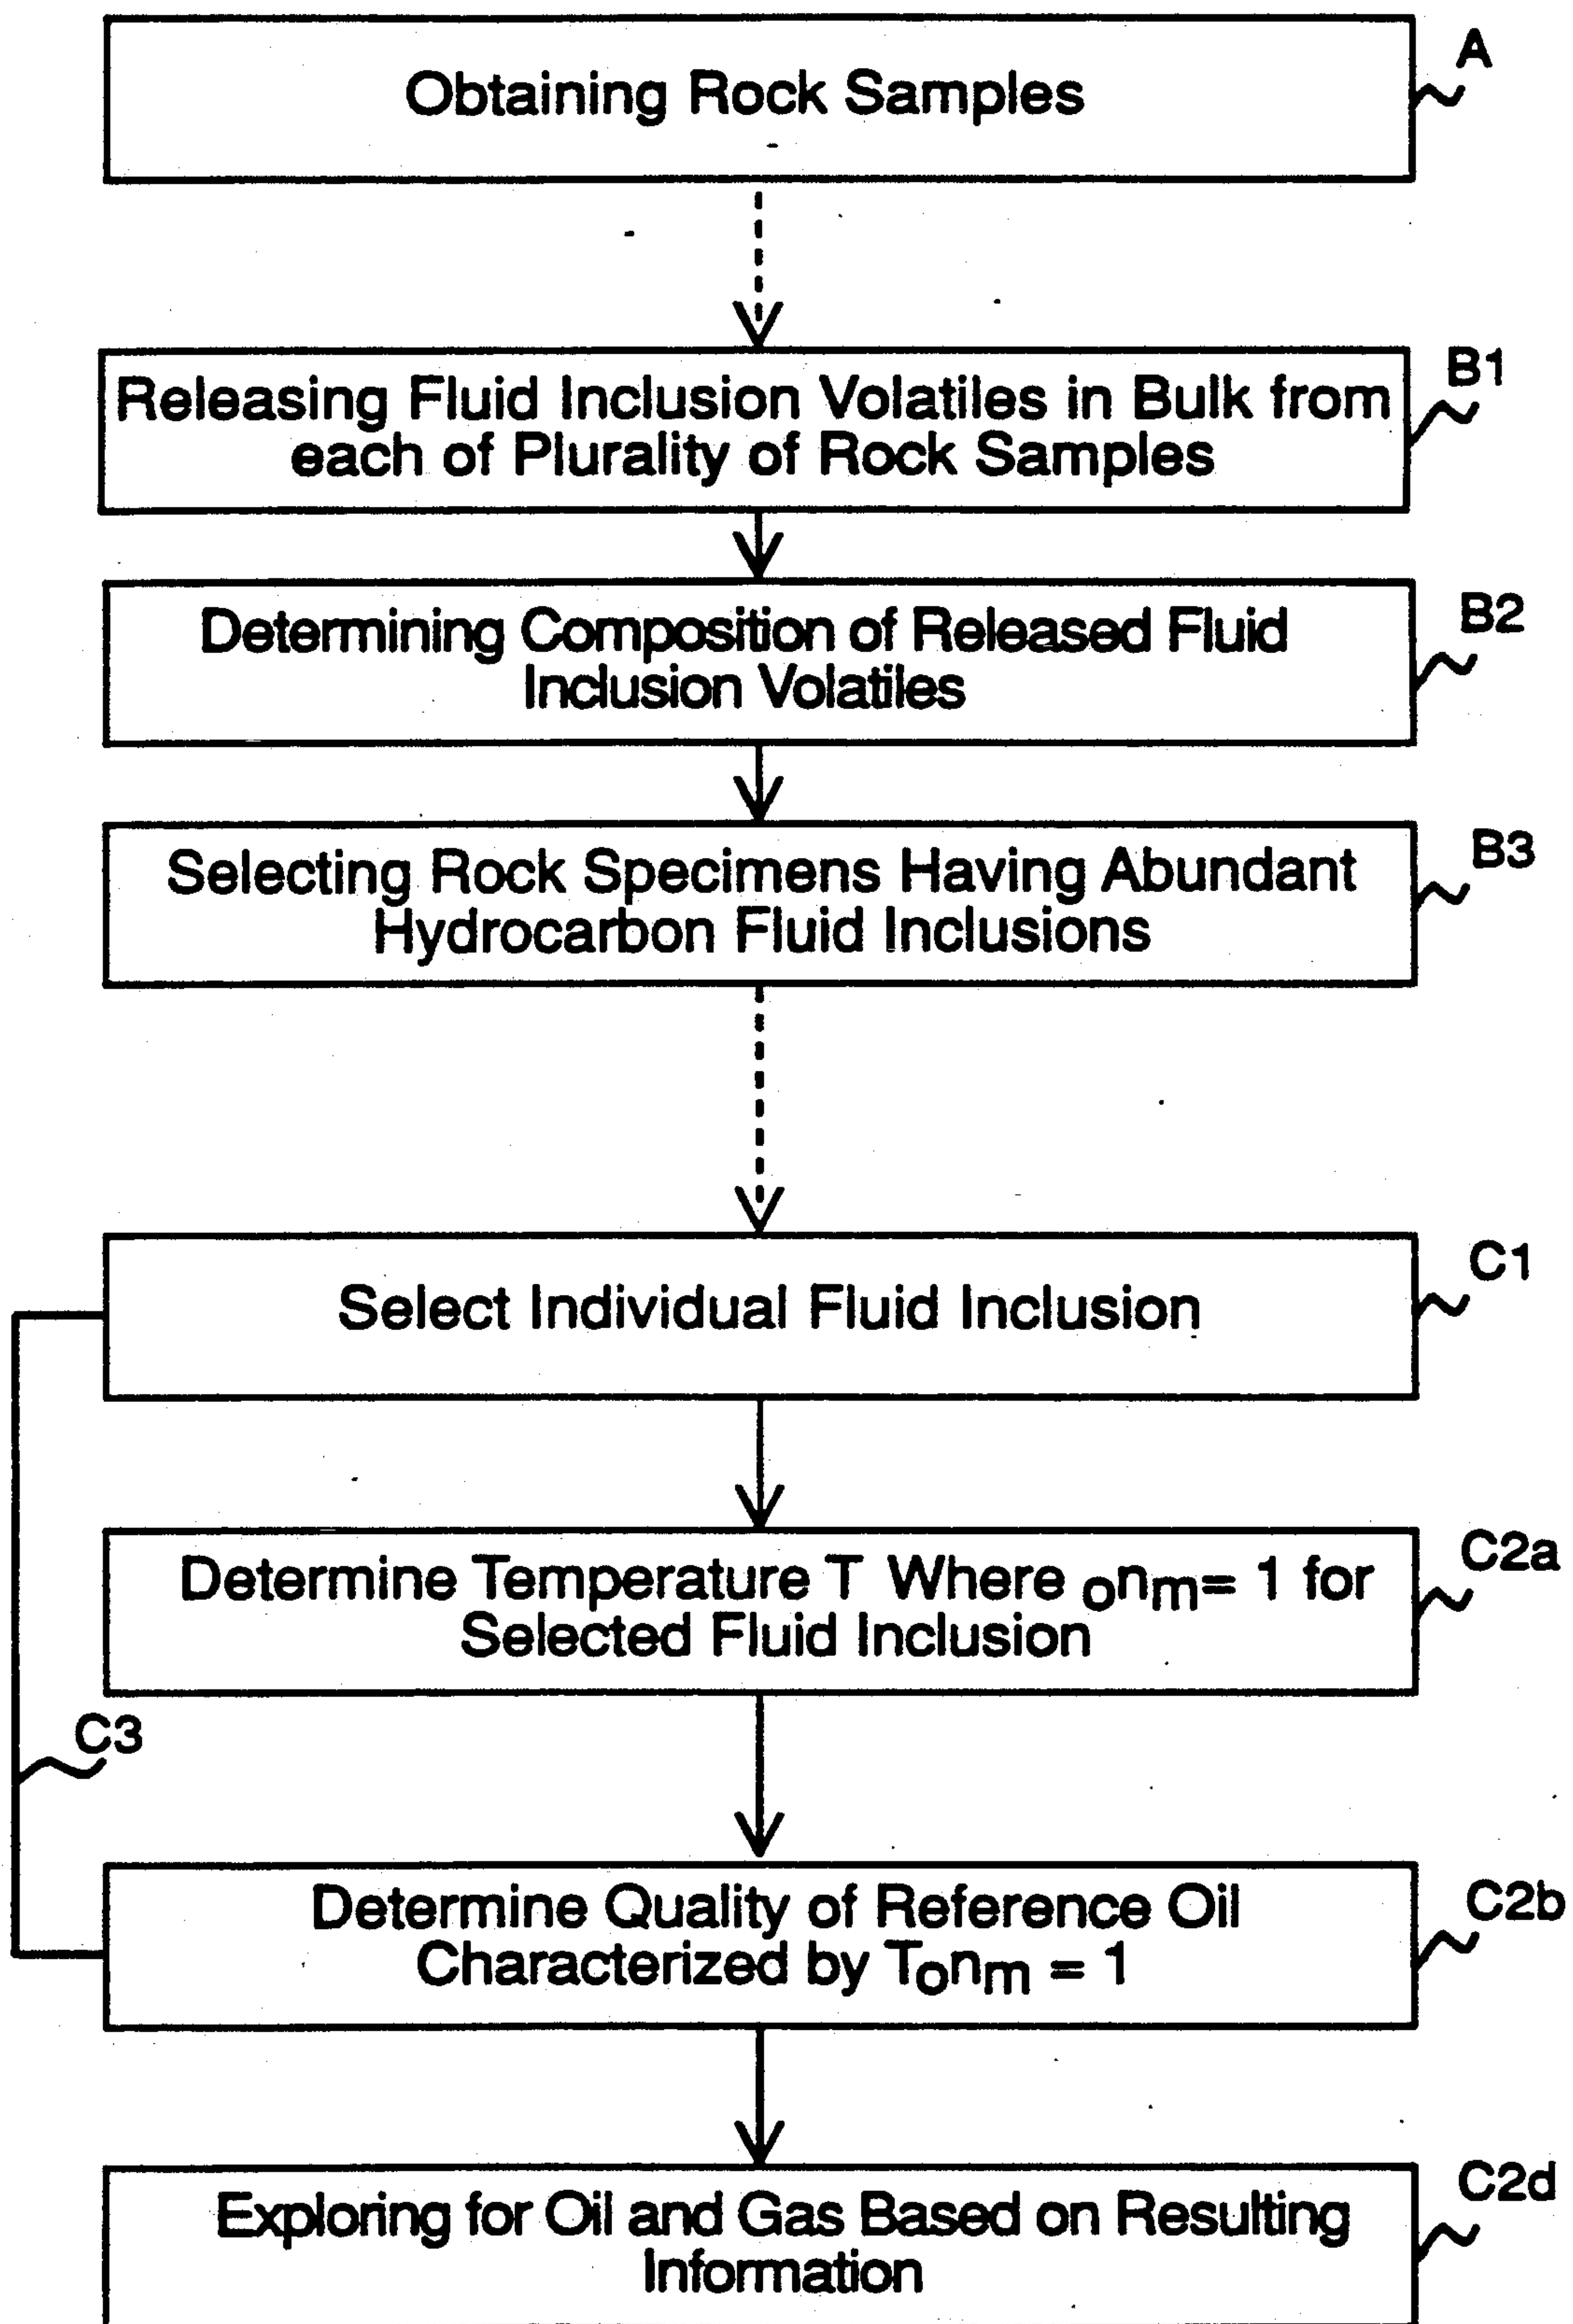 Obtaining Rock Samples
A
Releasing Fluid Inclusion Volatiles in Bulk from
each of Plurality of Rock Samples
B1
Determining Composition of Released Fluid
Inclusion Volatiles
B2
Selecting Rock Specimens Having Abundant
Hydrocarbon Fluid Inclusions
B3
Select Individual Fluid Inclusion
C1
Determine Temperature T Where onm= 1 for
Selected Fluid Inclusion
C2a
C3
Determine Quality of Reference Oil
Characterized by Tonm = 1
C2b
Exploring for Oil and Gas Based on Resulting
Information
C2d